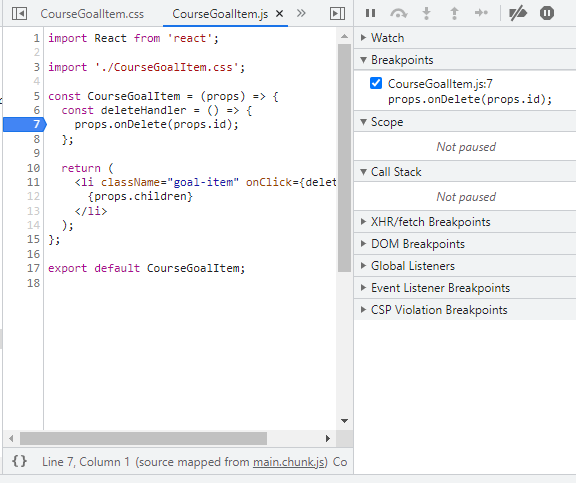 CourseGoalItem.css CourseGoalItem.js × »
1 import React from 'react';
2
3 import './CourseGoalItem.css';
4
5 const CourseGoalItem = (props) => {
6 const deleteHandler = () => {
7 props.onDelete(props.id);
8 };
9
10 return (
11 <li className="goal-item" onClick={delet
12 {props.children}
13 </li>
14 );
15 };
16
17 export default CourseGoalItem;
18
{ } Line 7, Column 1 (source mapped from main.chunk.js) Co
Watch
Breakpoints
CourseGoalItem.js:7
props.onDelete(props.id);
Scope
Not paused
Call Stack
Not paused
XHR/fetch Breakpoints
DOM Breakpoints
Global Listeners
Event Listener Breakpoints
CSP Violation Breakpoints